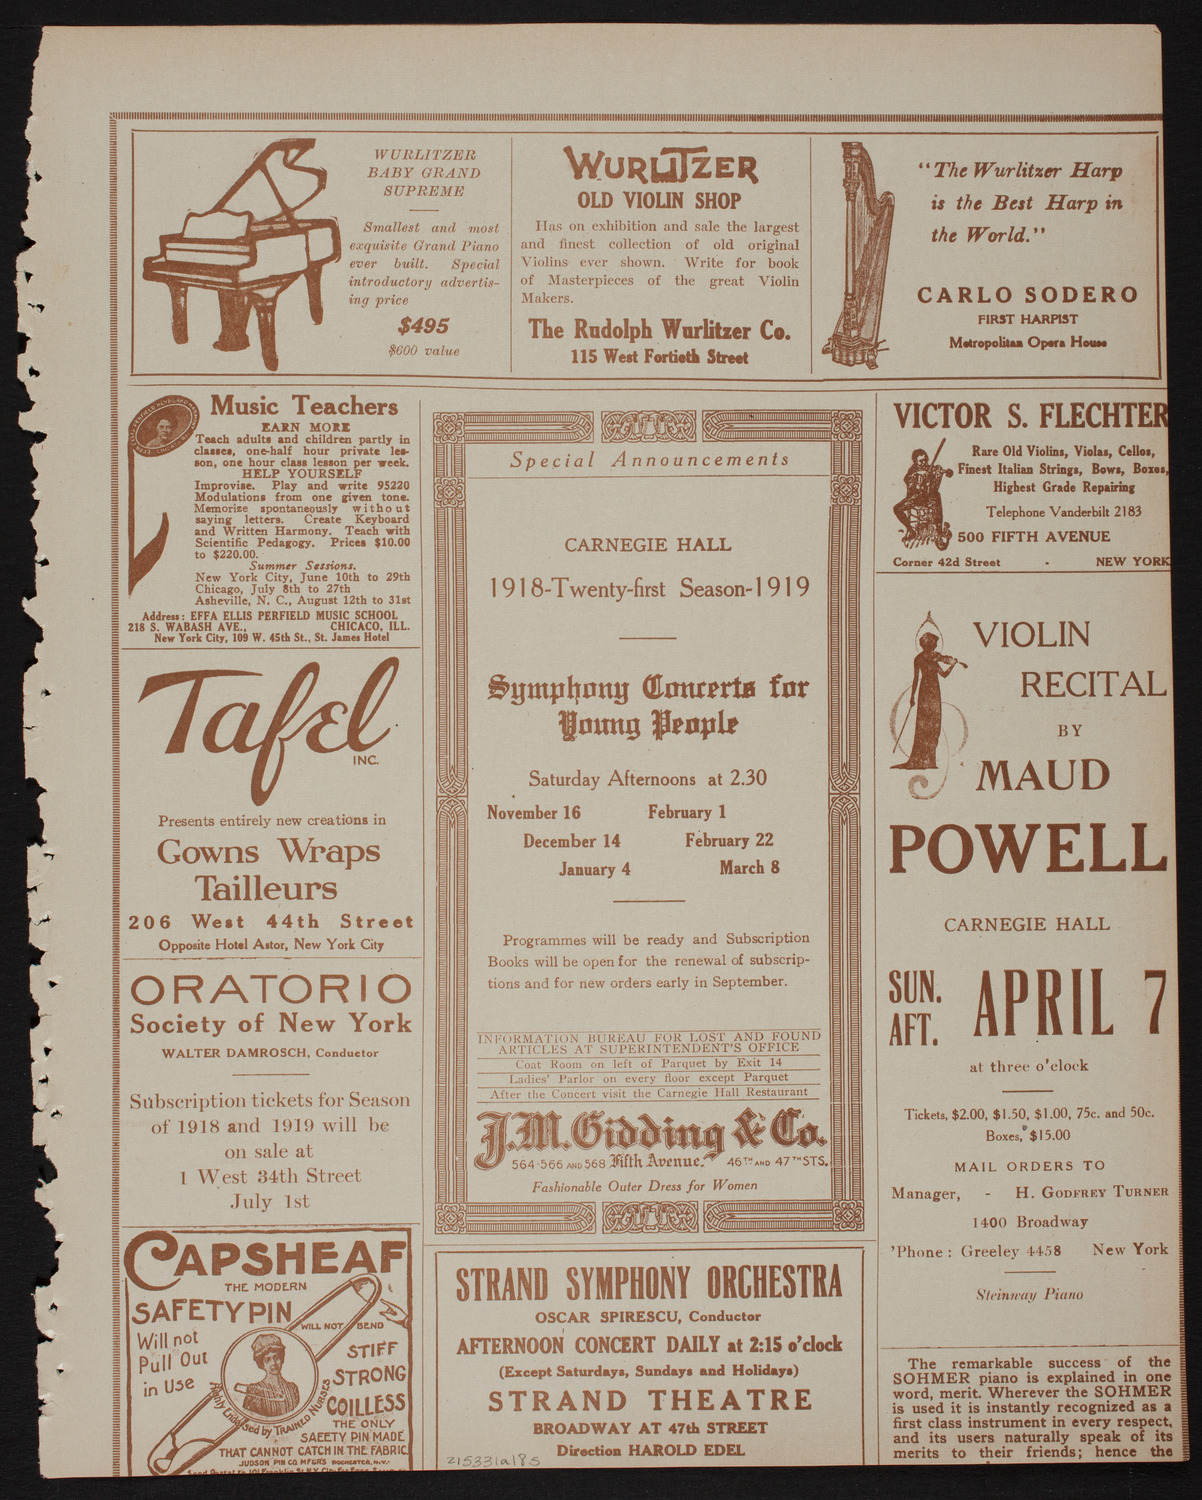 WURLITZER
BABY GRAND
SUPREME
Smallest and most
exquisite Grand Piano
ever built. Special
introductory advertis-
ing price
$495
$600 value
WURLITZER
OLD VIOLIN SHOP
Has on exhibition and sale the largest
and finest collection of old original
Violins ever shown. Write for book
of Masterpieces of the great Violin
Makers.
The Rudolph Wurlitzer Co.
115 West Fortieth Street
"The Wurlitzer Harp
is the Best Harp in
the World."
CARLO SODERO
FIRST HARPIST
Metropolitan Opera House
Music Teachers
EARN MORE
Teach adults and children partly in
classes, one-half hour private les-
son, one hour class lesson per week.
HELP YOURSELF
Improvise. Play and write 95220
Modulations from one given tone.
Memorize spontaneously without
saying letters. Create Keyboard
and Written Harmony. Teach with
Scientific Pedagogy. Prices $10.00
to $220.00.
Summer Sessions.
New York City, June 10th to 29th
Chicago, July 8th to 27th
Asheville, N. C., August 12th to 31st
Address: EFFA ELLIS PERFIELD MUSIC SCHOOL
218 S. WABASH AVE., CHICACO, ILL.
New York City, 109 W. 45th St., St. James Hotel
Tafel
INC.
Presents entirely new creations in
Gowns Wraps
Tailleurs
206 West 44th Street
Opposite Hotel Astor, New York City
ORATORIO
Society of New York
WALTER DAMROSCH, Conductor
Subscription tickets for Season
of 1918 and 1919 will be
on sale at
1 West 34th Street
July 1st
CAPSHEAF
THE MODERN
SAFETY PIN
WILL NOT BEND
Will not
Pull Out
in Use
STIFF
STRONG
COILLESS
Highly Endorsed by TRAINED NURSES
THE ONLY
SAEETY PIN MADE
THAT CANNOT CATCH IN THE FABRIC
JUDSON PIN CO. MFGRS ROCHESTER, N.Y.
Special Announcements
CARNEGIE HALL
1918-Twenty-first Season-1919
Symphony Concerts for
Young People
Saturday Afternoons at 2.30
November 16 February 1
December 14 February 22
January 4 March 8
Programmes will be ready and Subscription
Books will be open for the renewal of subscrip-
tions and for new orders early in September.
INFORMATION BUREAU FOR LOST AND FOUND
ARTICLES AT SUPERINTENDENT'S OFFICE
Coat Room on left of Parquet by Exit 14
Ladies' Parlor on every floor except Parquet
After the Concert visit the Carnegie Hall Restaurant
J.M. Gidding & Co.
564-566 AND 568 Fifth Avenue. 46TH AND 47TH STS.
Fashionable Outer Dress for Women
STRAND SYMPHONY ORCHESTRA
OSCAR SPIRESCU, Conductor
AFTERNOON CONCERT DAILY at 2:15 o'clock
(Except Saturdays, Sundays and Holidays)
STRAND THEATRE
BROADWAY AT 47th STREET
Direction HAROLD EDEL
215331a185
VICTOR S. FLECHTER
Rare Old Violins, Violas, Cellos,
Finest Italian Strings, Bows, Boxes,
Highest Grade Repairing
Telephone Vanderbilt 2183
500 FIFTH AVENUE
Corner 42d Street - NEW YORK
VIOLIN
RECITAL
BY
MAUD
POWELL
CARNEGIE HALL
SUN.
AFT. APRIL 7
at three o'clock
Tickets, $2.00, $1.50, $1.00, 75c. and 50c.
Boxes, $15.00
MAIL ORDERS TO
Manager, - H. GODFREY TURNER
1400 Broadway
'Phone: Greeley 4458 New York
Steinway Piano
The remarkable success of the
SOHMER piano is explained in one
word, merit. Wherever the SOHMER
is used it is instantly recognized as a
first class instrument in every respect,
and its users naturally speak of its
merits to their friends; hence the